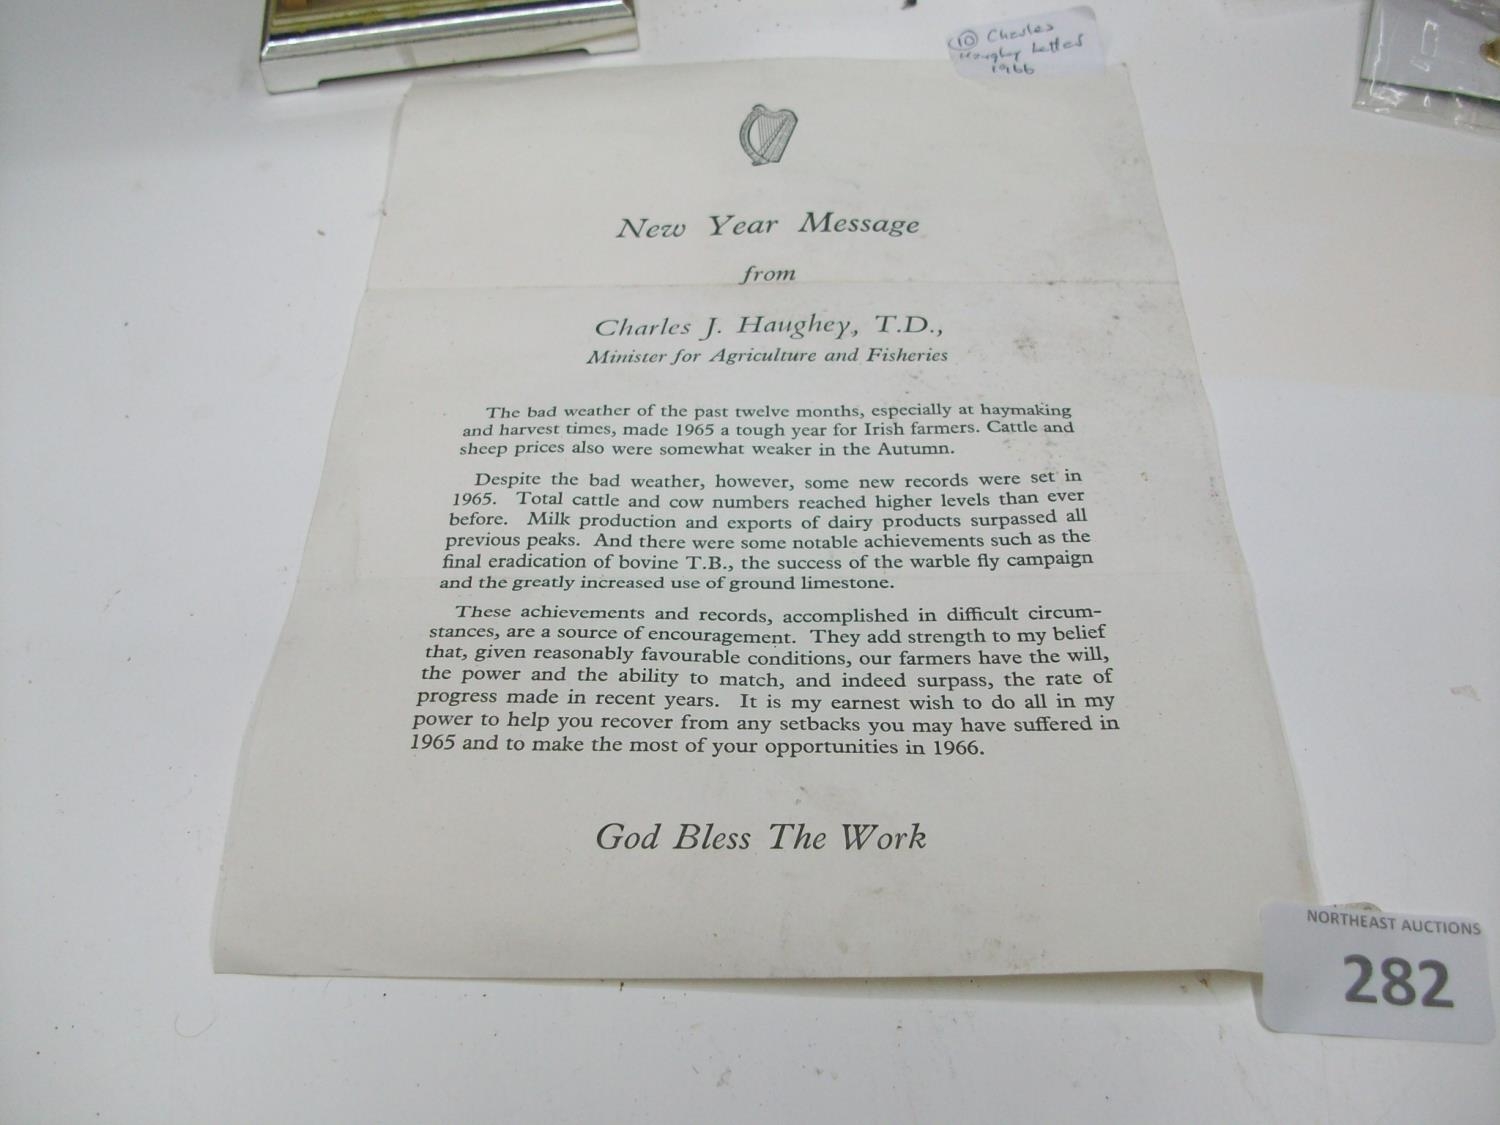 (10) Charles
Haughey Letter
1966
New Year Message
from
Charles J. Haughey, T.D.,
Minister for Agriculture and Fisheries
The bad weather of the past twelve months, especially at haymaking
and harvest times, made 1965 a tough year for Irish farmers. Cattle and
sheep prices also were somewhat weaker in the Autumn.
Despite the bad weather, however, some new records were set in
1965. Total cattle and cow numbers reached higher levels than ever
before. Milk production and exports of dairy products surpassed all
previous peaks. And there were some notable achievements such as the
final eradication of bovine T.B., the success of the warble fly campaign
and the greatly increased use of ground limestone.
These achievements and records, accomplished in difficult circum-
stances, are a source of encouragement. They add strength to my belief
that, given reasonably favourable conditions, our farmers have the will,
the power and the ability to match, and indeed surpass, the rate of
progress made in recent years. It is my earnest wish to do all in my
power to help you recover from any setbacks you may have suffered in
1965 and to make the most of your opportunities in 1966.
God Bless The Work
NORTHEAST AUCTIONS
282